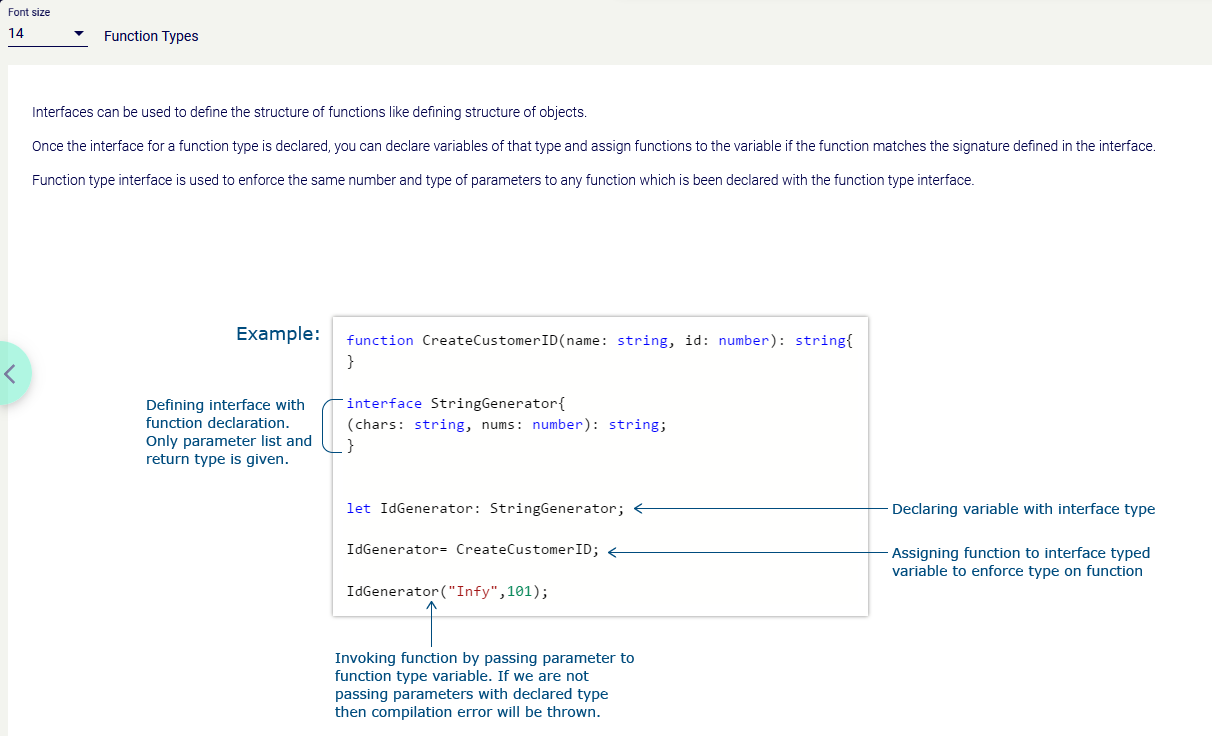 Font size
14
Function Types
Interfaces can be used to define the structure of functions like defining structure of objects.
Once the interface for a function type is declared, you can declare variables of that type and assign functions to the variable if the function matches the signature defined in the interface.
Function type interface is used to enforce the same number and type of parameters to any function which is been declared with the function type interface.
Example:
function CreateCustomerID(name: string, id: number): string{
}
Defining interface with
function declaration.
Only parameter list and
return type is given.
interface StringGenerator{
(chars: string, nums: number): string;
}
let IdGenerator: StringGenerator;
Declaring variable with interface type
IdGenerator= CreateCustomerID;
Assigning function to interface typed
variable to enforce type on function
IdGenerator("Infy",101);
Invoking function by passing parameter to
function type variable. If we are not
passing parameters with declared type
then compilation error will be thrown.